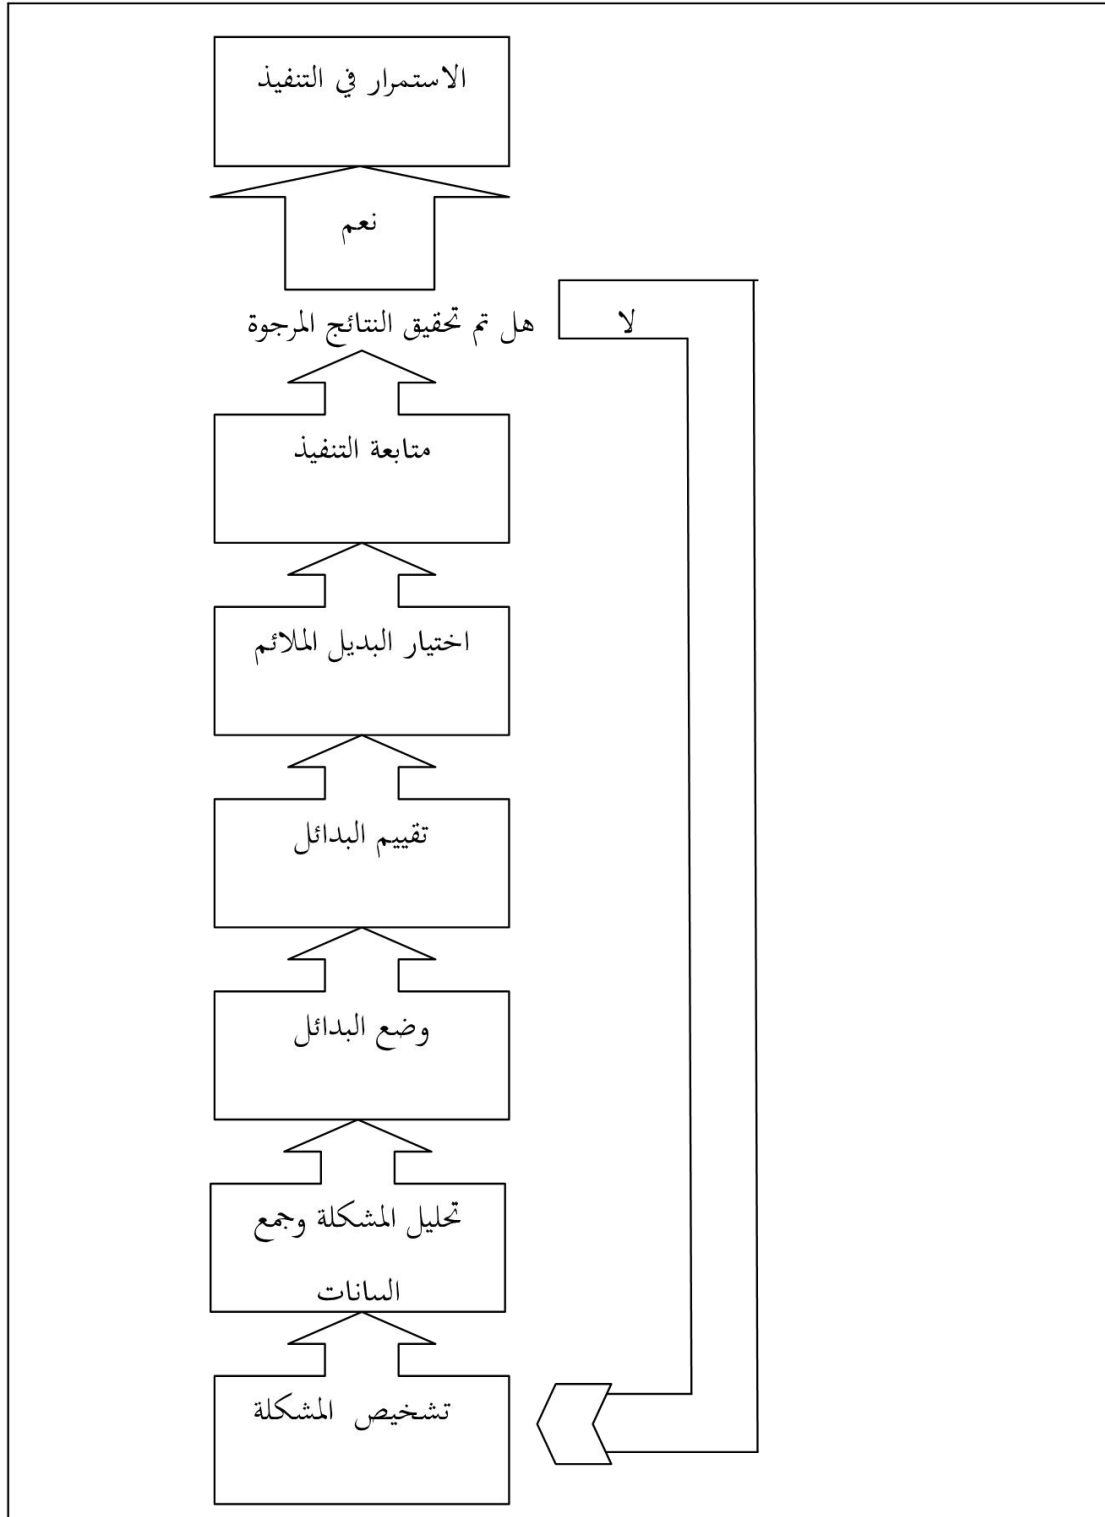 الاستمرار في التنفيذ
نعم
هل تم تحقيق النتائج المرجوة
لا
متابعة التنفيذ
اختيار البديل الملائم
تقييم البدائل
وضع البدائل
تحليل المشكلة وجمع
البيانات
تشخيص المشكلة